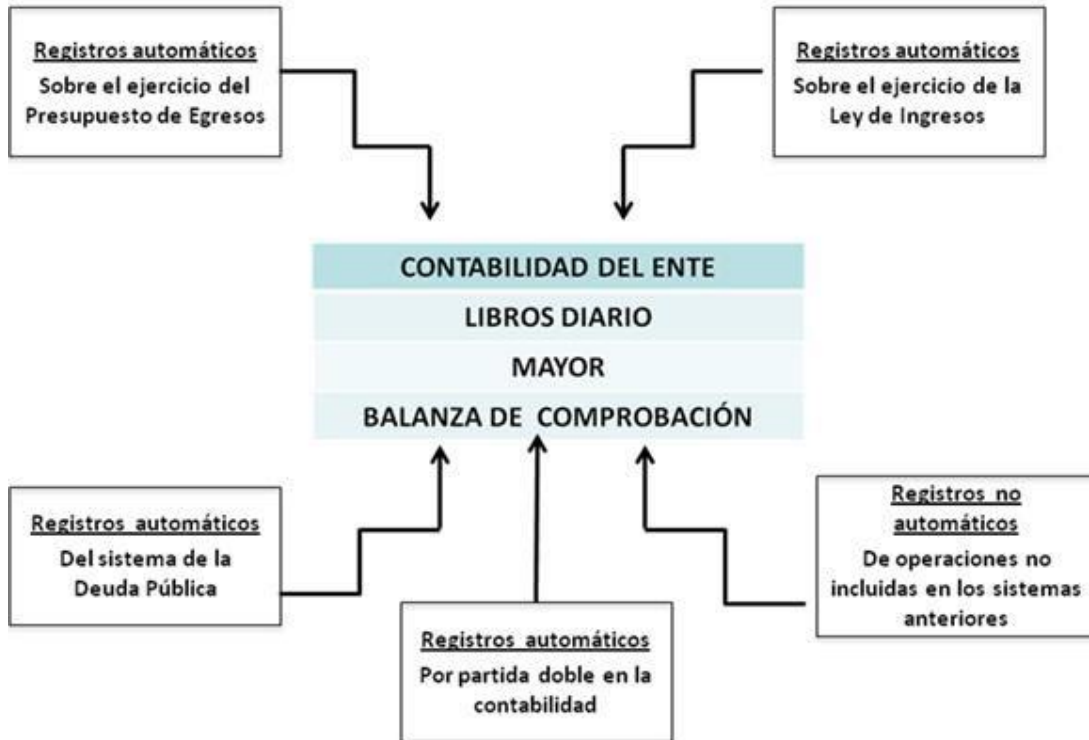 Registros automáticos
Sobre el ejercicio del
Presupuesto de Egresos
Registros automáticos
Sobre el ejercicio de la
Ley de Ingresos
CONTABILIDAD DEL ENTE
LIBROS DIARIO
MAYOR
BALANZA DE COMPROBACIÓN
Registros automáticos
Del sistema de la
Deuda Pública
Registros automáticos
Por partida doble en la
contabilidad
Registros no
automáticos
De operaciones no
incluidas en los sistemas
anteriores